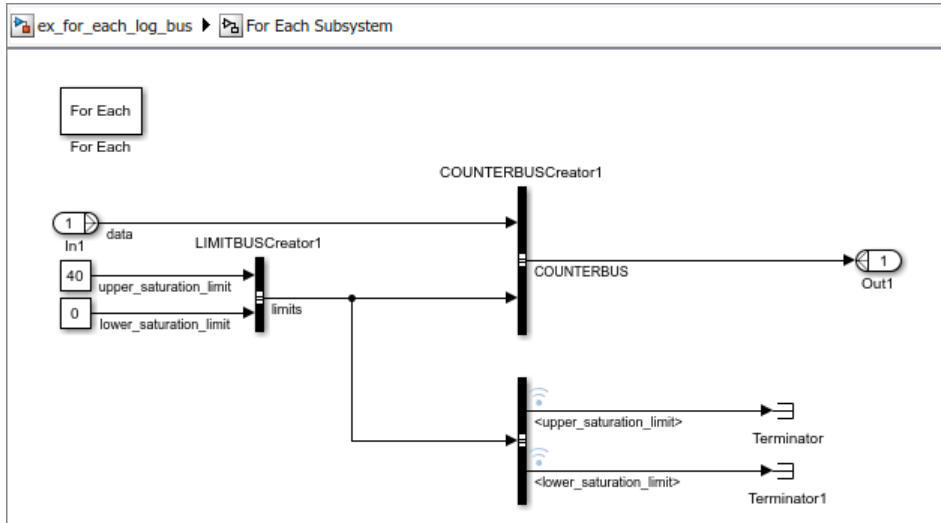 ex_for_each_log_bus For Each Subsystem
For Each
For Each
COUNTERBUSCreator1
1
data
In1
LIMITBUSCreator1
40
upper_saturation_limit
0
lower_saturation_limit
limits
COUNTERBUS
1
Out1
<upper_saturation_limit>
Terminator
<lower_saturation_limit>
Terminator1